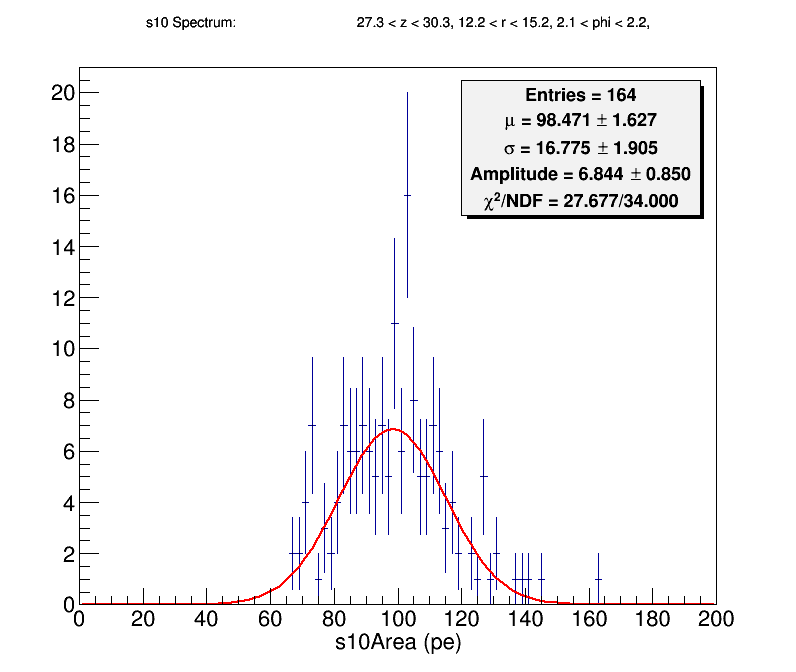 s10 Spectrum: 27.3 < z < 30.3, 12.2 < r < 15.2, 2.1 < phi < 2.2,
Entries = 164
μ = 98.471 ± 1.627
σ = 16.775 ± 1.905
Amplitude = 6.844 ± 0.850
χ²/NDF = 27.677/34.000
20
18
16
14
12
10
8
6
4
2
0
0 20 40 60 80 100 120 140 160 180 200
s10Area (pe)